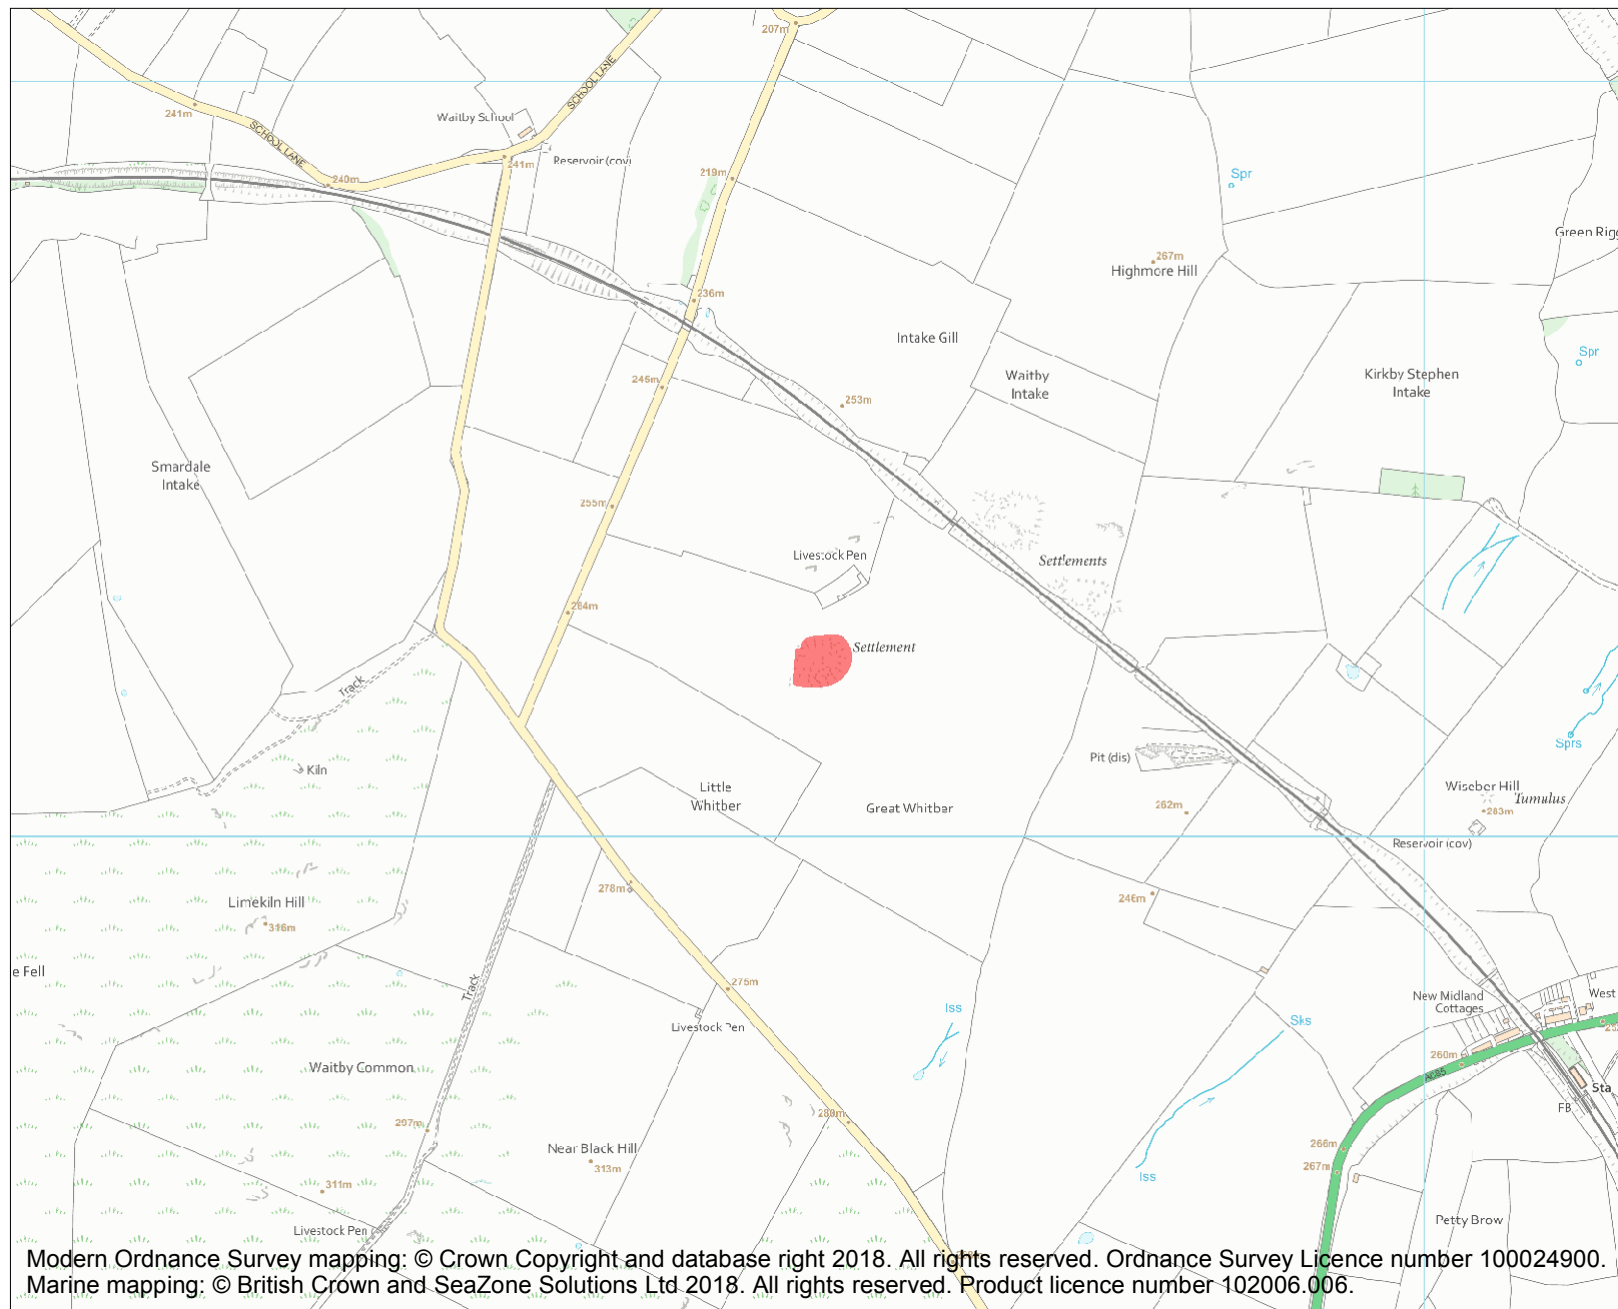 207m
241m
SCHOOL LANE
SCHOOL LANE
Waitby School
241m
Reservoir (cov)
240m
219m
Spr
Green Rigg
267m
Highmore Hill
236m
Intake Gill
Spr
245m
253m
Waitby
Intake
Kirkby Stephen
Intake
Smardale
Intake
255m
Livestock Pen
Settlements
264m
Settlement
Track
Sprs
Kiln
Pit (dis)
Little
Whitber
Great Whitber
262m
Wiseber Hill
Tumulus
283m
Reservoir (cov)
278m
246m
Limekiln Hill
316m
e Fell
Track
275m
New Midland
Cottages
West
Livestock Pen
Iss
Sks
260m
A685
Waitby Common
Sta
FB
297m
280m
Near Black Hill
313m
266m
267m
Iss
311m
Livestock Pen
Petty Brow
Modern Ordnance Survey mapping: © Crown Copyright and database right 2018. All rights reserved. Ordnance Survey Licence number 100024900.
Marine mapping: © British Crown and SeaZone Solutions Ltd 2018. All rights reserved. Product licence number 102006.006.